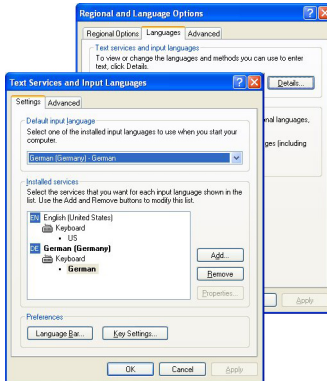 Regional and Language Options
Regional Options Languages Advanced
Text services and input languages
To view or change the languages and methods you can use to enter
text, click Details.
Details...
Text Services and Input Languages
Settings Advanced
Default input language
Select one of the installed input languages to use when you start your
computer.
German (Germany) - German
Installed services
Select the services that you want for each input language shown in the
list. Use the Add and Remove buttons to modify this list.
EN English (United States)
Keyboard
• US
DE German (Germany)
Keyboard
• German
Add...
Remove
Properties...
Preferences
Language Bar... Key Settings...
OK Cancel Apply
languages,
(including
Apply